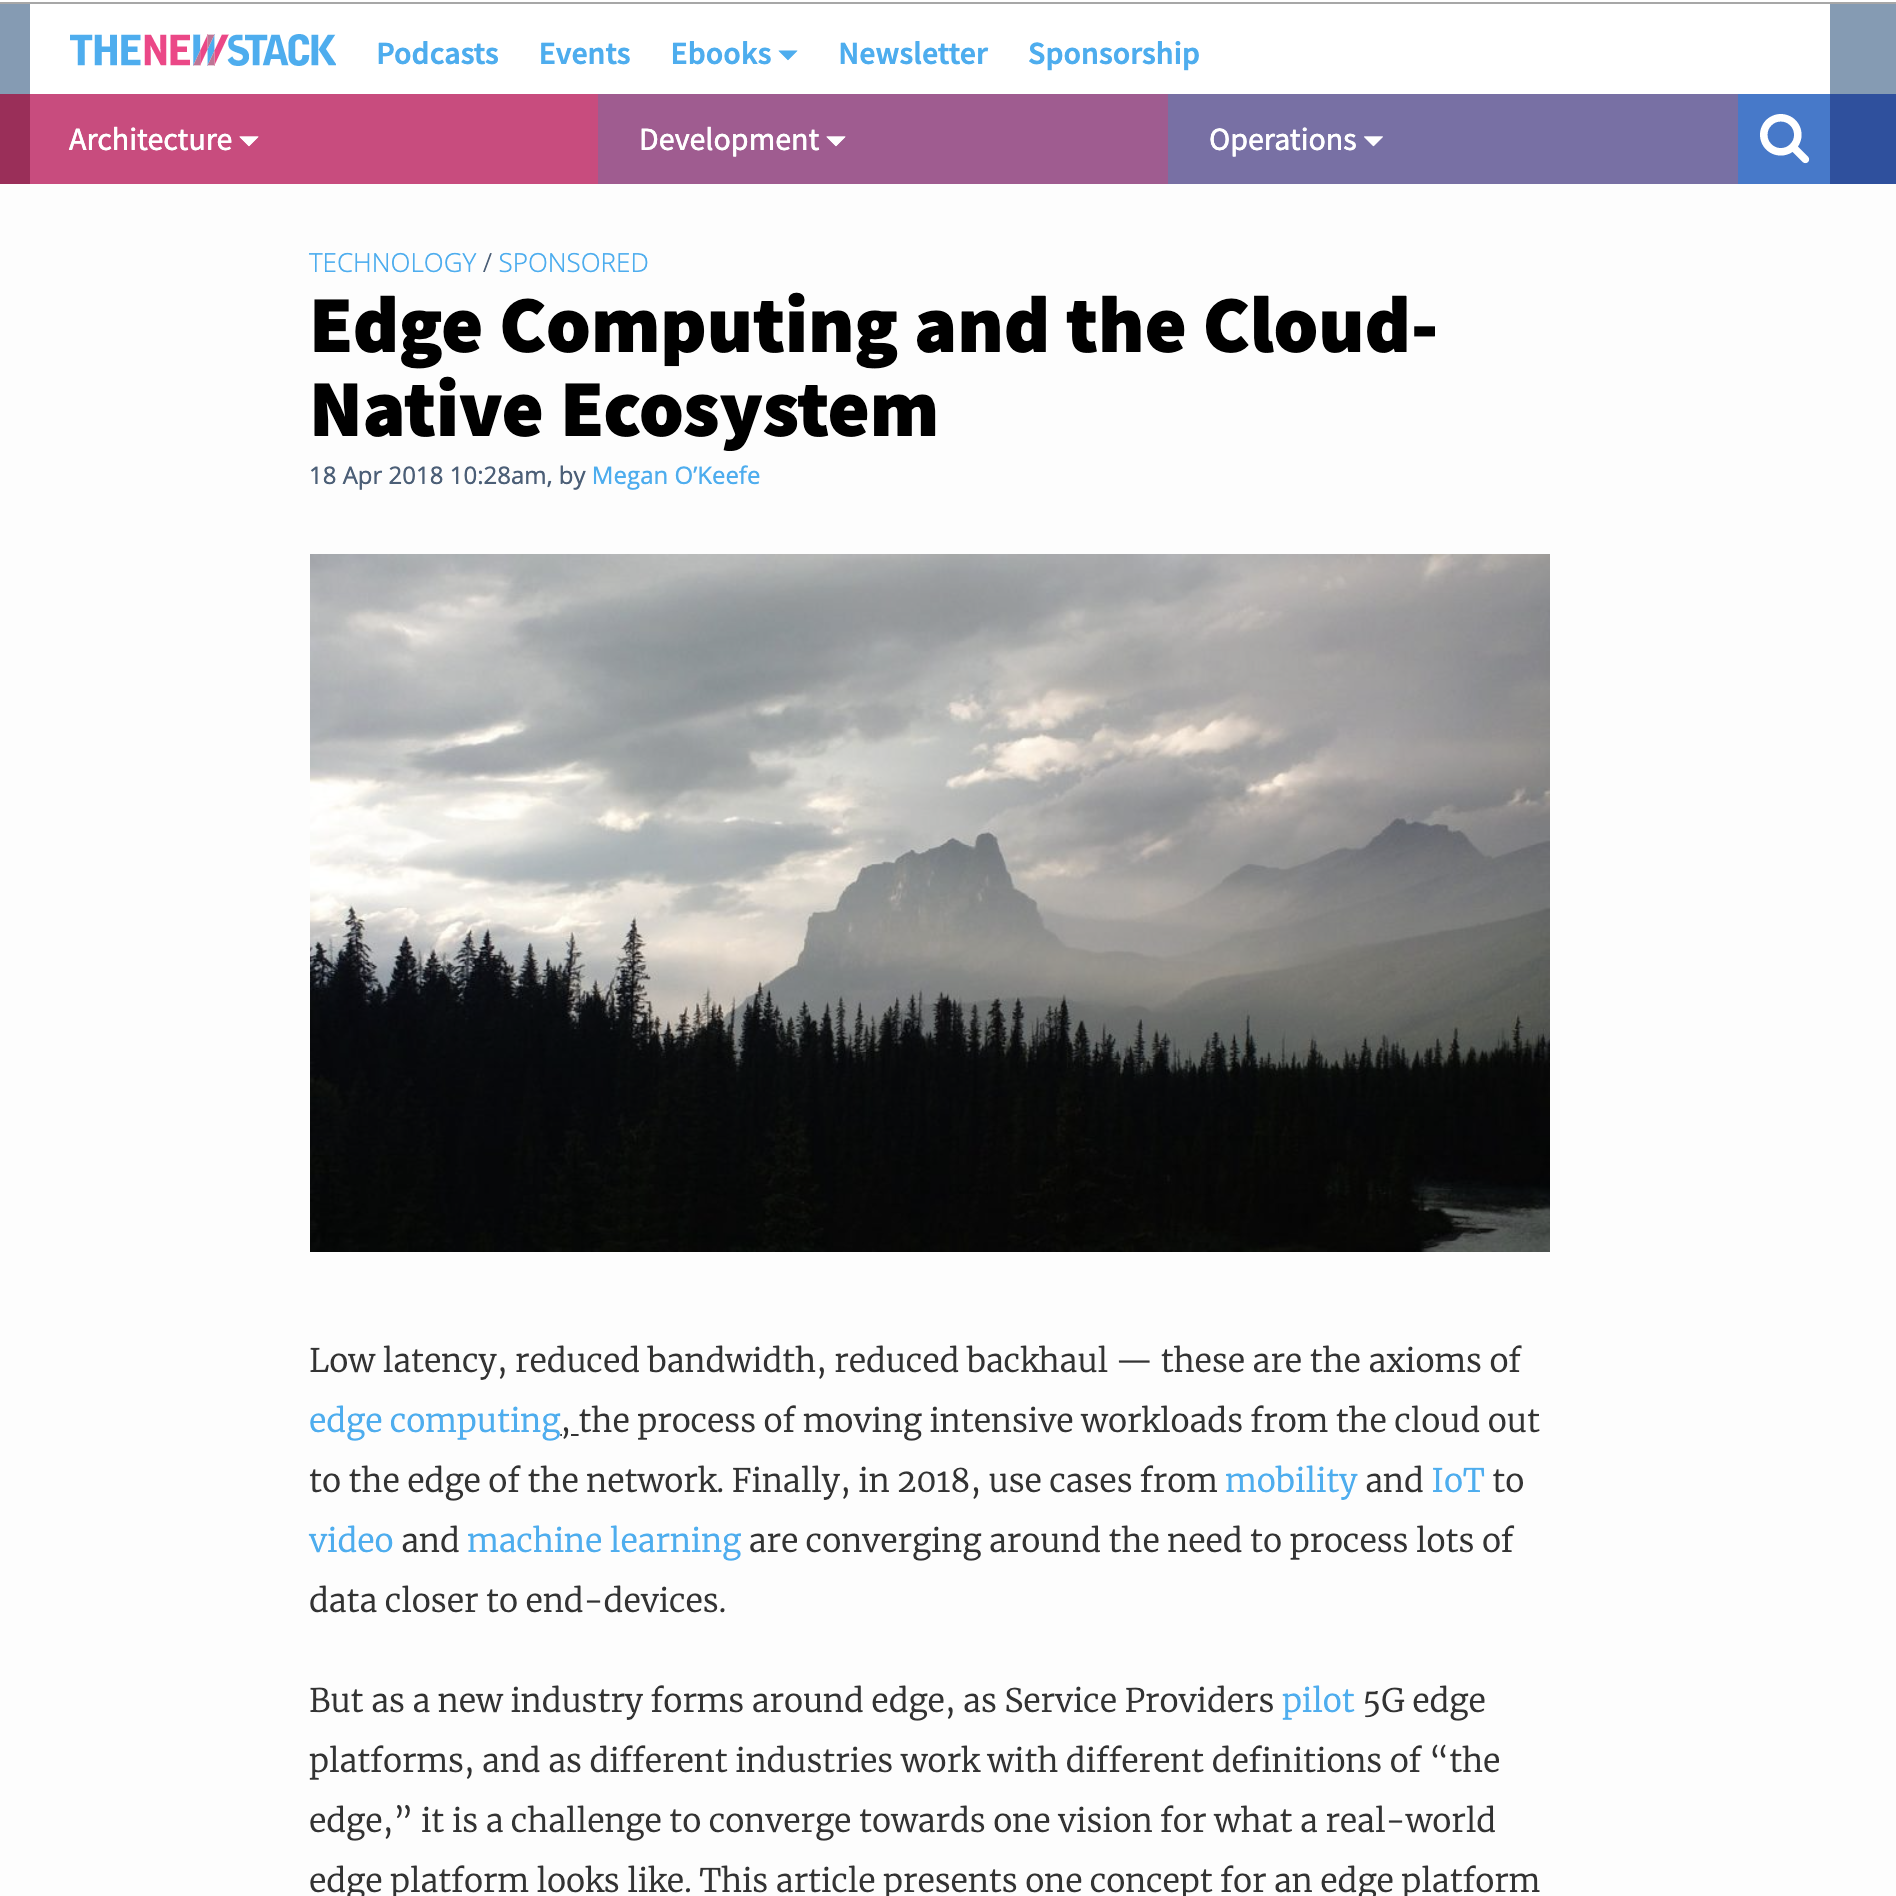 THENEWSTACK Podcasts Events Ebooks Newsletter Sponsorship
Architecture Development Operations
TECHNOLOGY / SPONSORED
Edge Computing and the Cloud-
Native Ecosystem
18 Apr 2018 10:28am, by Megan O’Keefe
Low latency, reduced bandwidth, reduced backhaul — these are the axioms of
edge computing, the process of moving intensive workloads from the cloud out
to the edge of the network. Finally, in 2018, use cases from mobility and IoT to
video and machine learning are converging around the need to process lots of
data closer to end-devices.
But as a new industry forms around edge, as Service Providers pilot 5G edge
platforms, and as different industries work with different definitions of “the
edge,” it is a challenge to converge towards one vision for what a real-world
edge platform looks like. This article presents one concept for an edge platform